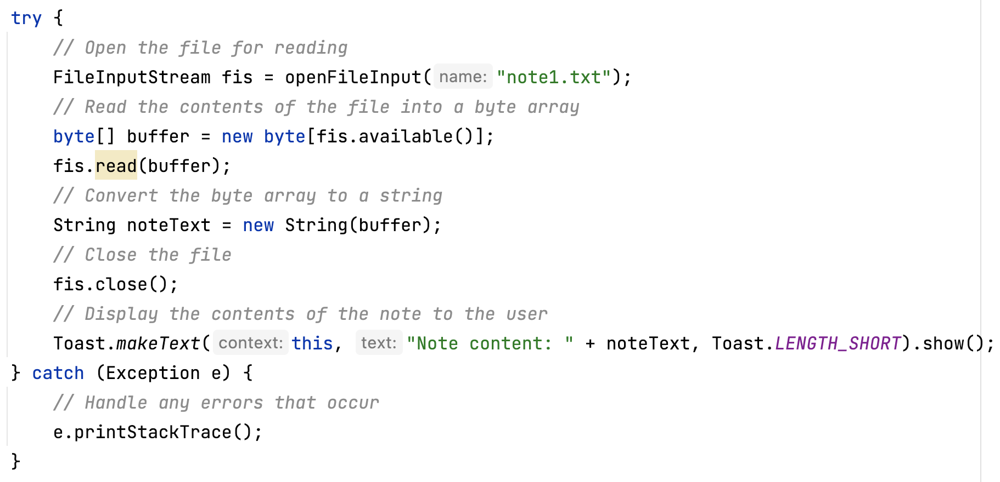 try {
// Open the file for reading
FileInputStream fis = openFileInput( name: "note1.txt");
// Read the contents of the file into a byte array
byte[] buffer = new byte[fis.available()];
fis.read(buffer);
// Convert the byte array to a string
String noteText = new String(buffer);
// Close the file
fis.close();
// Display the contents of the note to the user
Toast.makeText( context: this, text: "Note content: " + noteText, Toast.LENGTH_SHORT).show();
} catch (Exception e) {
// Handle any errors that occur
e.printStackTrace();
}